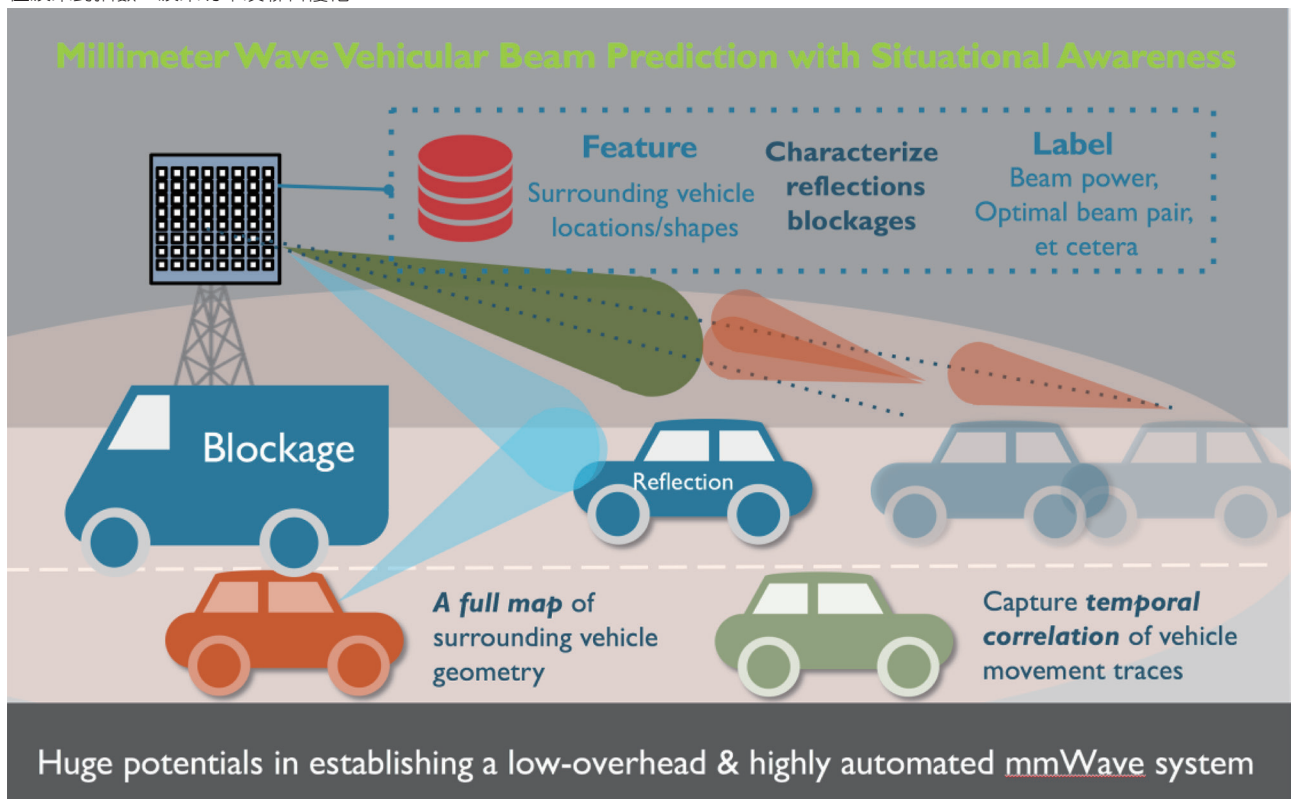 Millimeter Wave Vehicular Beam Prediction with Situational Awareness
Feature
Surrounding vehicle
locations/shapes
Characterize
reflections
blockages
Label
Beam power,
Optimal beam pair,
et cetera
Blockage
Reflection
A full map of
surrounding vehicle
geometry
Capture temporal
correlation of vehicle
movement traces
Huge potentials in establishing a low-overhead & highly automated mmWave system